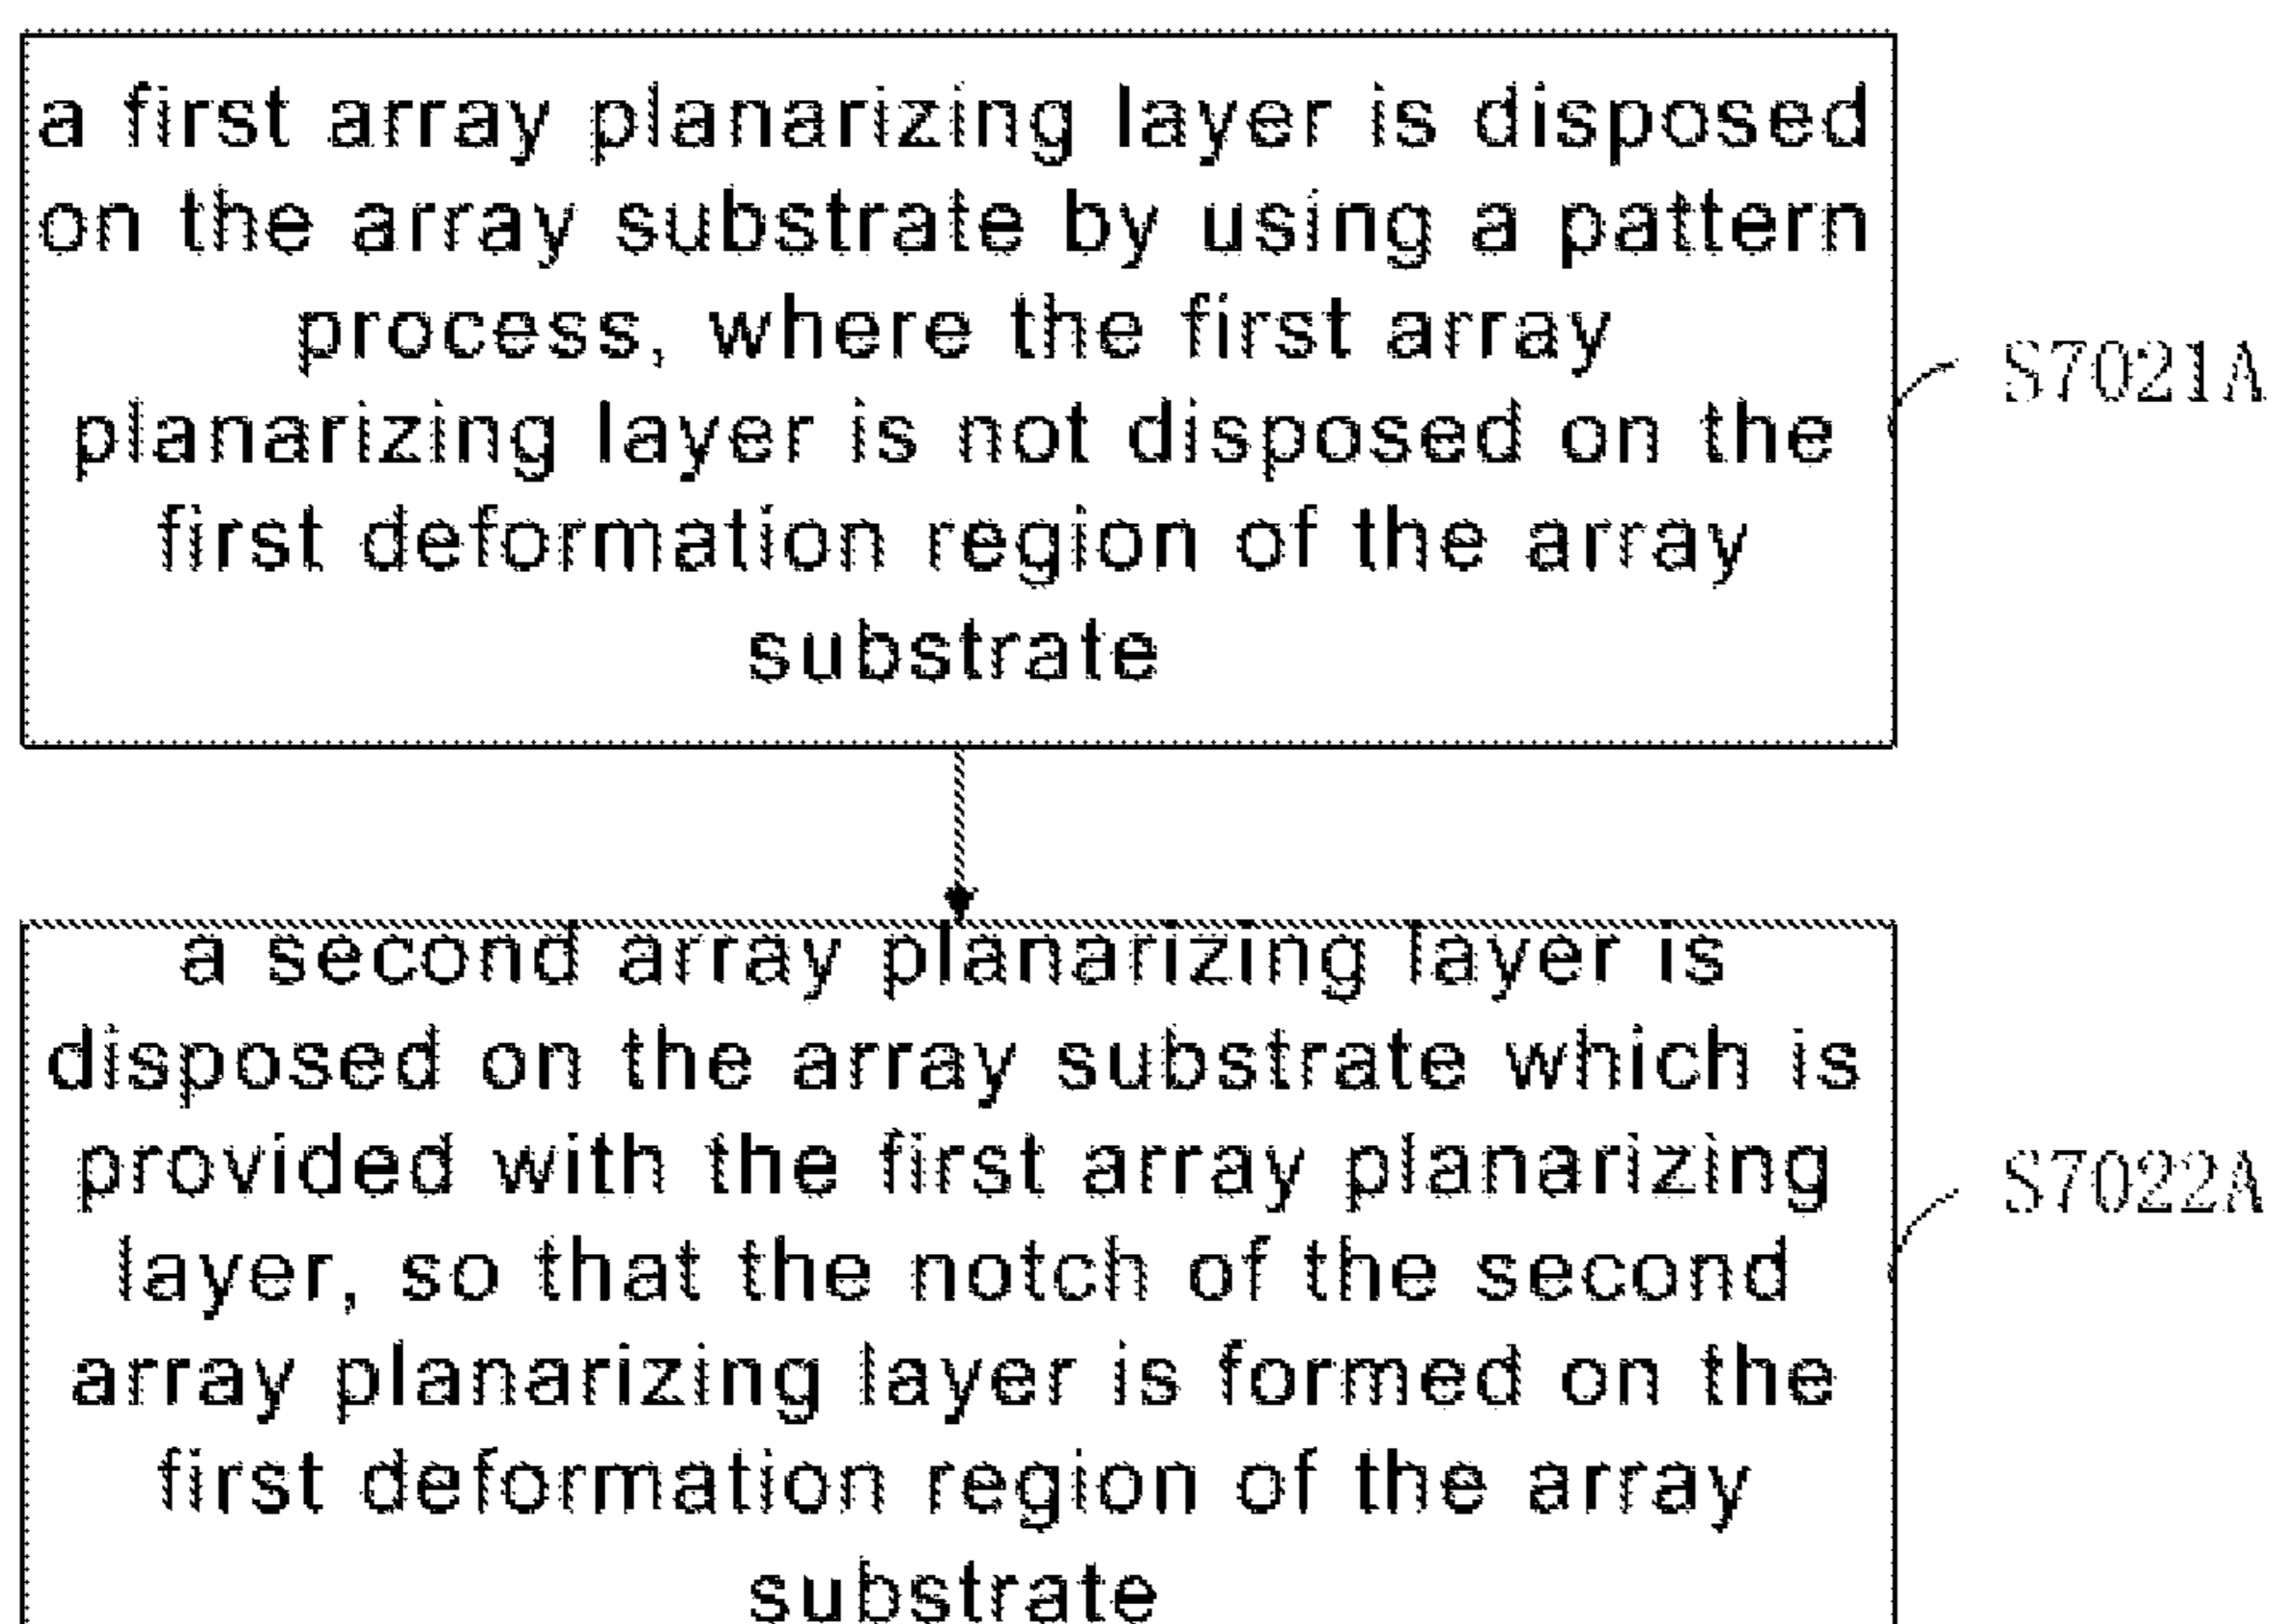 a first array planarizing layer is disposed
on the array substrate by using a pattern
process, where the first array
planarizing layer is not disposed on the
first deformation region of the array
substrate
S7021A
a second array planarizing layer is
disposed on the array substrate which is
provided with the first array planarizing
layer, so that the notch of the second
array planarizing layer is formed on the
first deformation region of the array
substrate
S7022A